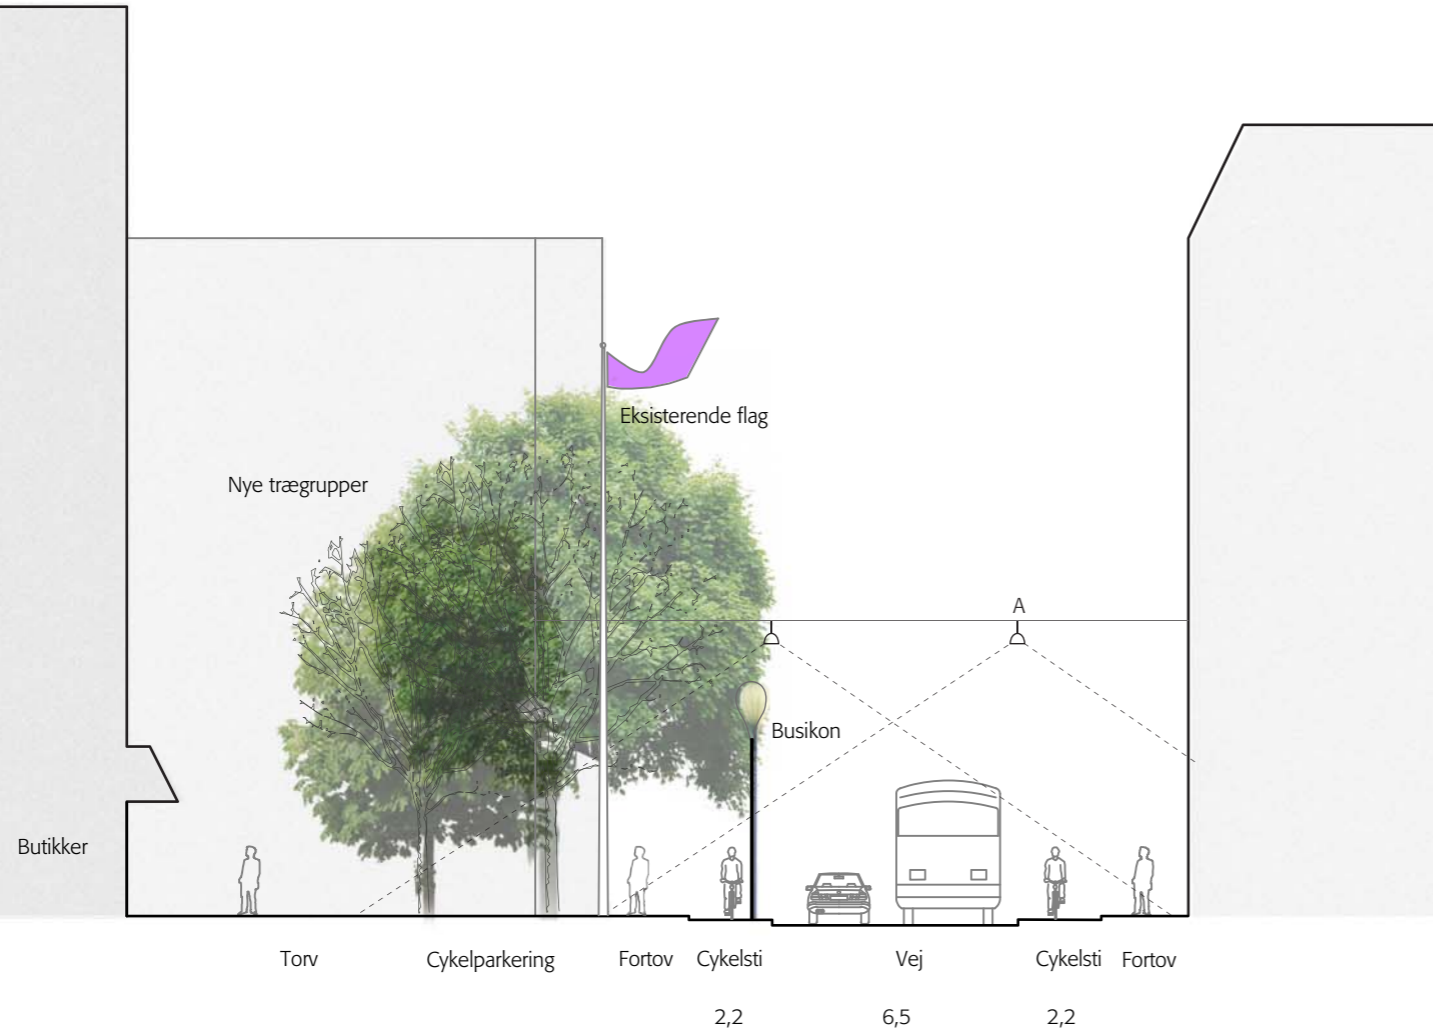 Eksisterende flag
Nye trægrupper
A
Busikon
Butikker
Torv
Cykelparkering
Fortov
Cykelsti
Vej
Cykelsti
Fortov
2,2
6,5
2,2